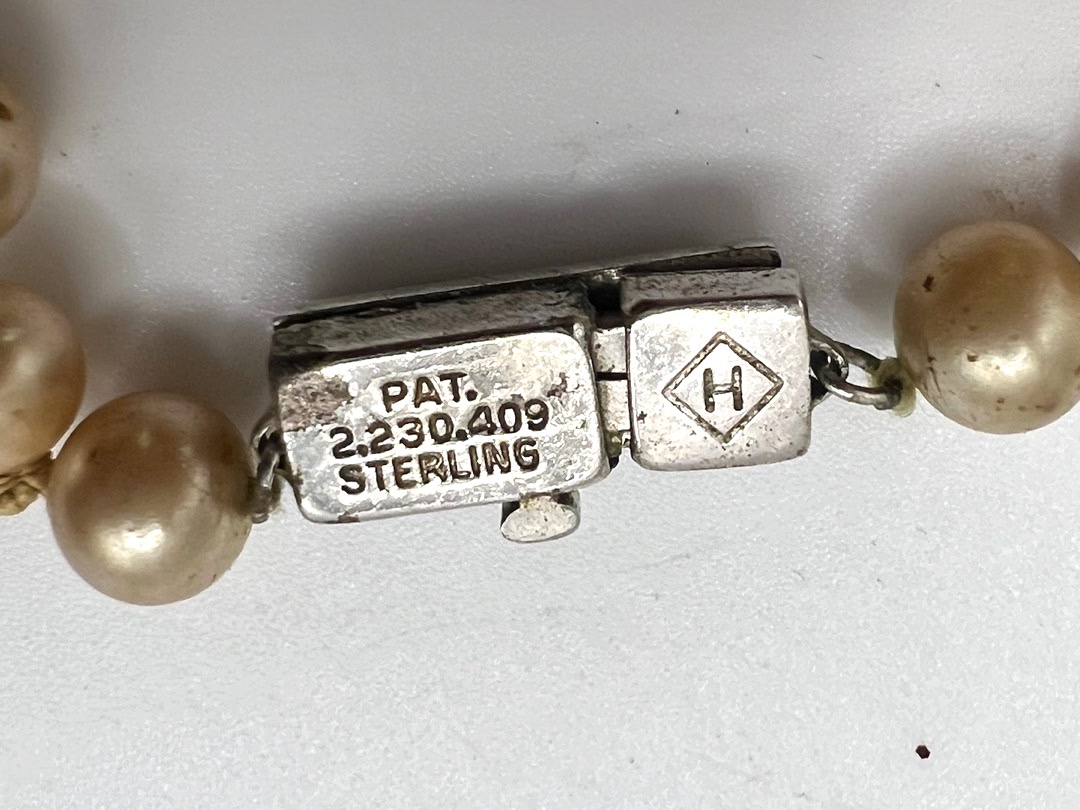 PAT.
2.230.409
STERLING
H